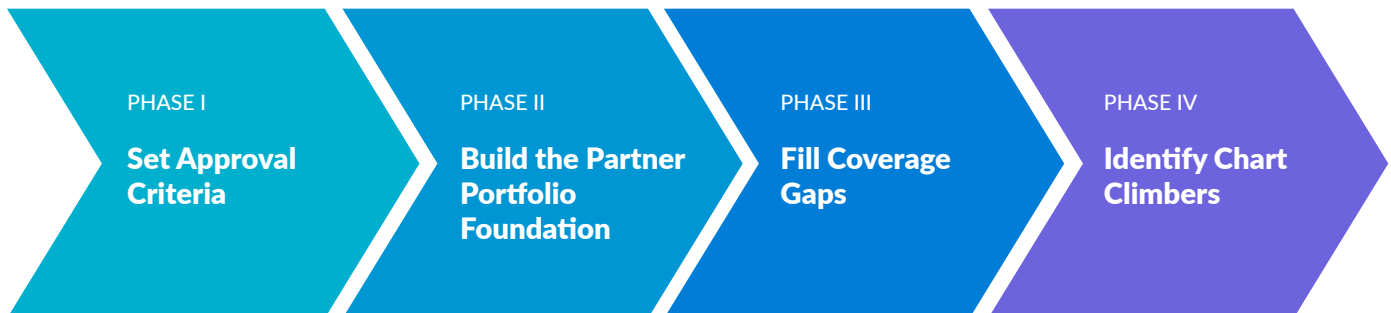 PHASE I
Set Approval
Criteria
PHASE II
Build the Partner
Portfolio
Foundation
PHASE III
Fill Coverage
Gaps
PHASE IV
Identify Chart
Climbers